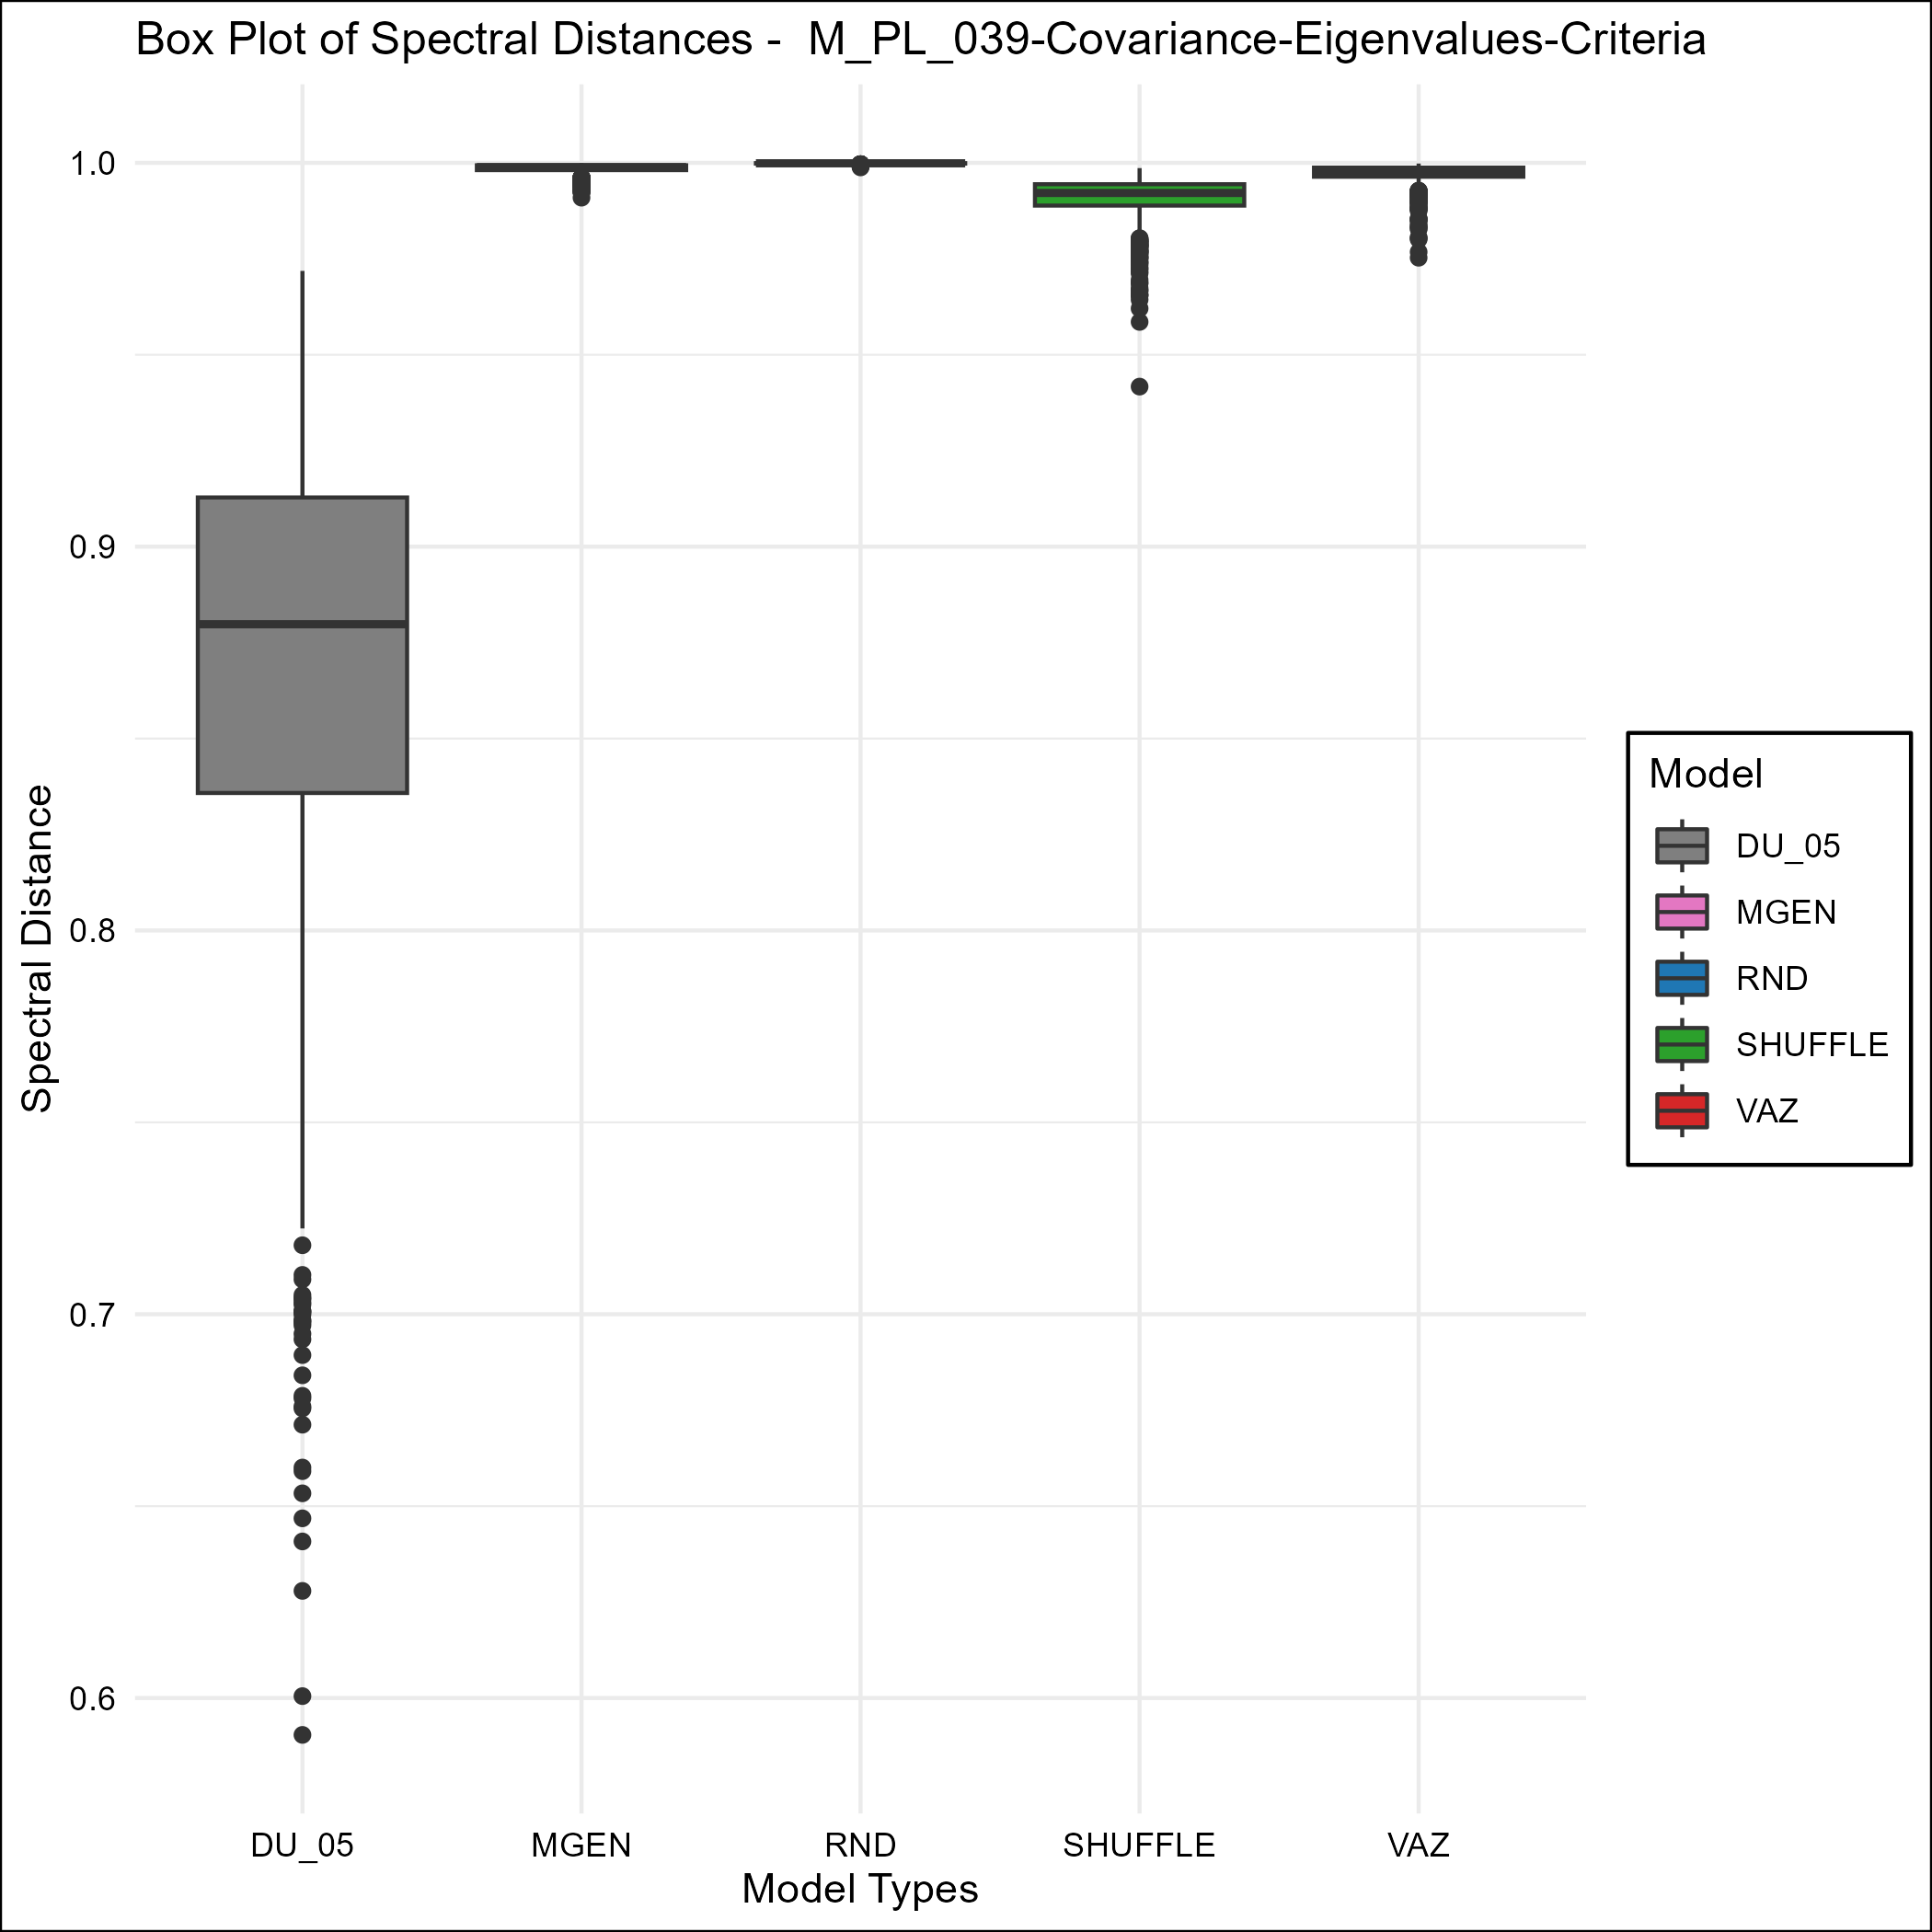 Box Plot of Spectral Distances -  M_PL_039-Covariance-Eigenvalues-Criteria
1.0
0.9
0.8
0.7
0.6
Spectral Distance
DU_05
MGEN
RND
SHUFFLE
VAZ
Model Types
Model
DU_05
MGEN
RND
SHUFFLE
VAZ